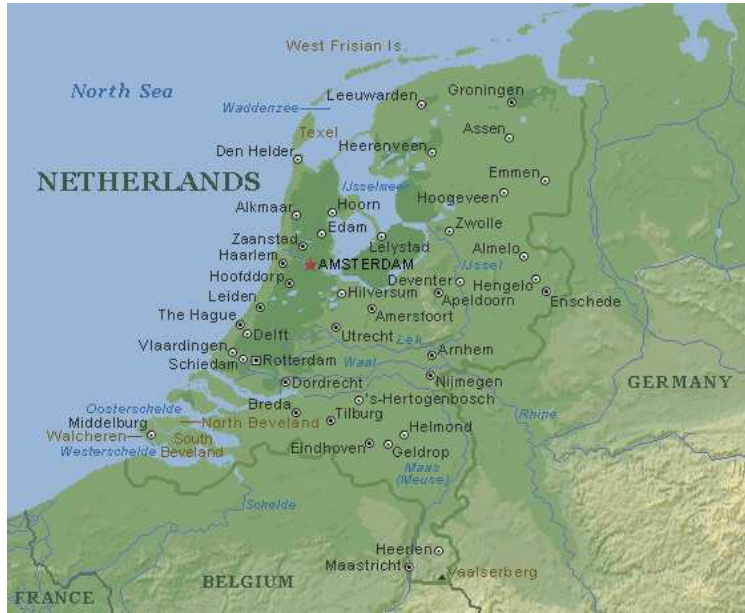 West Frisian Is.
North Sea
Leeuwarden
Groningen
Waddenzee
Texel
Assen
Den Helder
Heerenveen
Emmen
NETHERLANDS
IJsselmeer
Hoogeveen
Alkmaar
Hoorn
Edam
Zwolle
Zaanstad
Lelystad
Almelo
Haarlem
AMSTERDAM
IJssel
Hoofddorp
Deventer
Hengelo
Leiden
Hilversum
Apeldoorn
Enschede
The Hague
Amerstoort
Delft
Utrecht
Lek
Vlaardingen
Schiedam
Rotterdam
Waal
Arnhem
Dordrecht
Nijmegen
GERMANY
Oosterschelde
Breda
's-Hertogenbosch
Middelburg
North Beveland
Tilburg
Rhine
Walcheren
South
Beveland
Helmond
Westerschelde
Eindhoven
Geldrop
Maas
(Meuse)
Schelde
Heerlen
Maastricht
Vaalserberg
BELGIUM
FRANCE